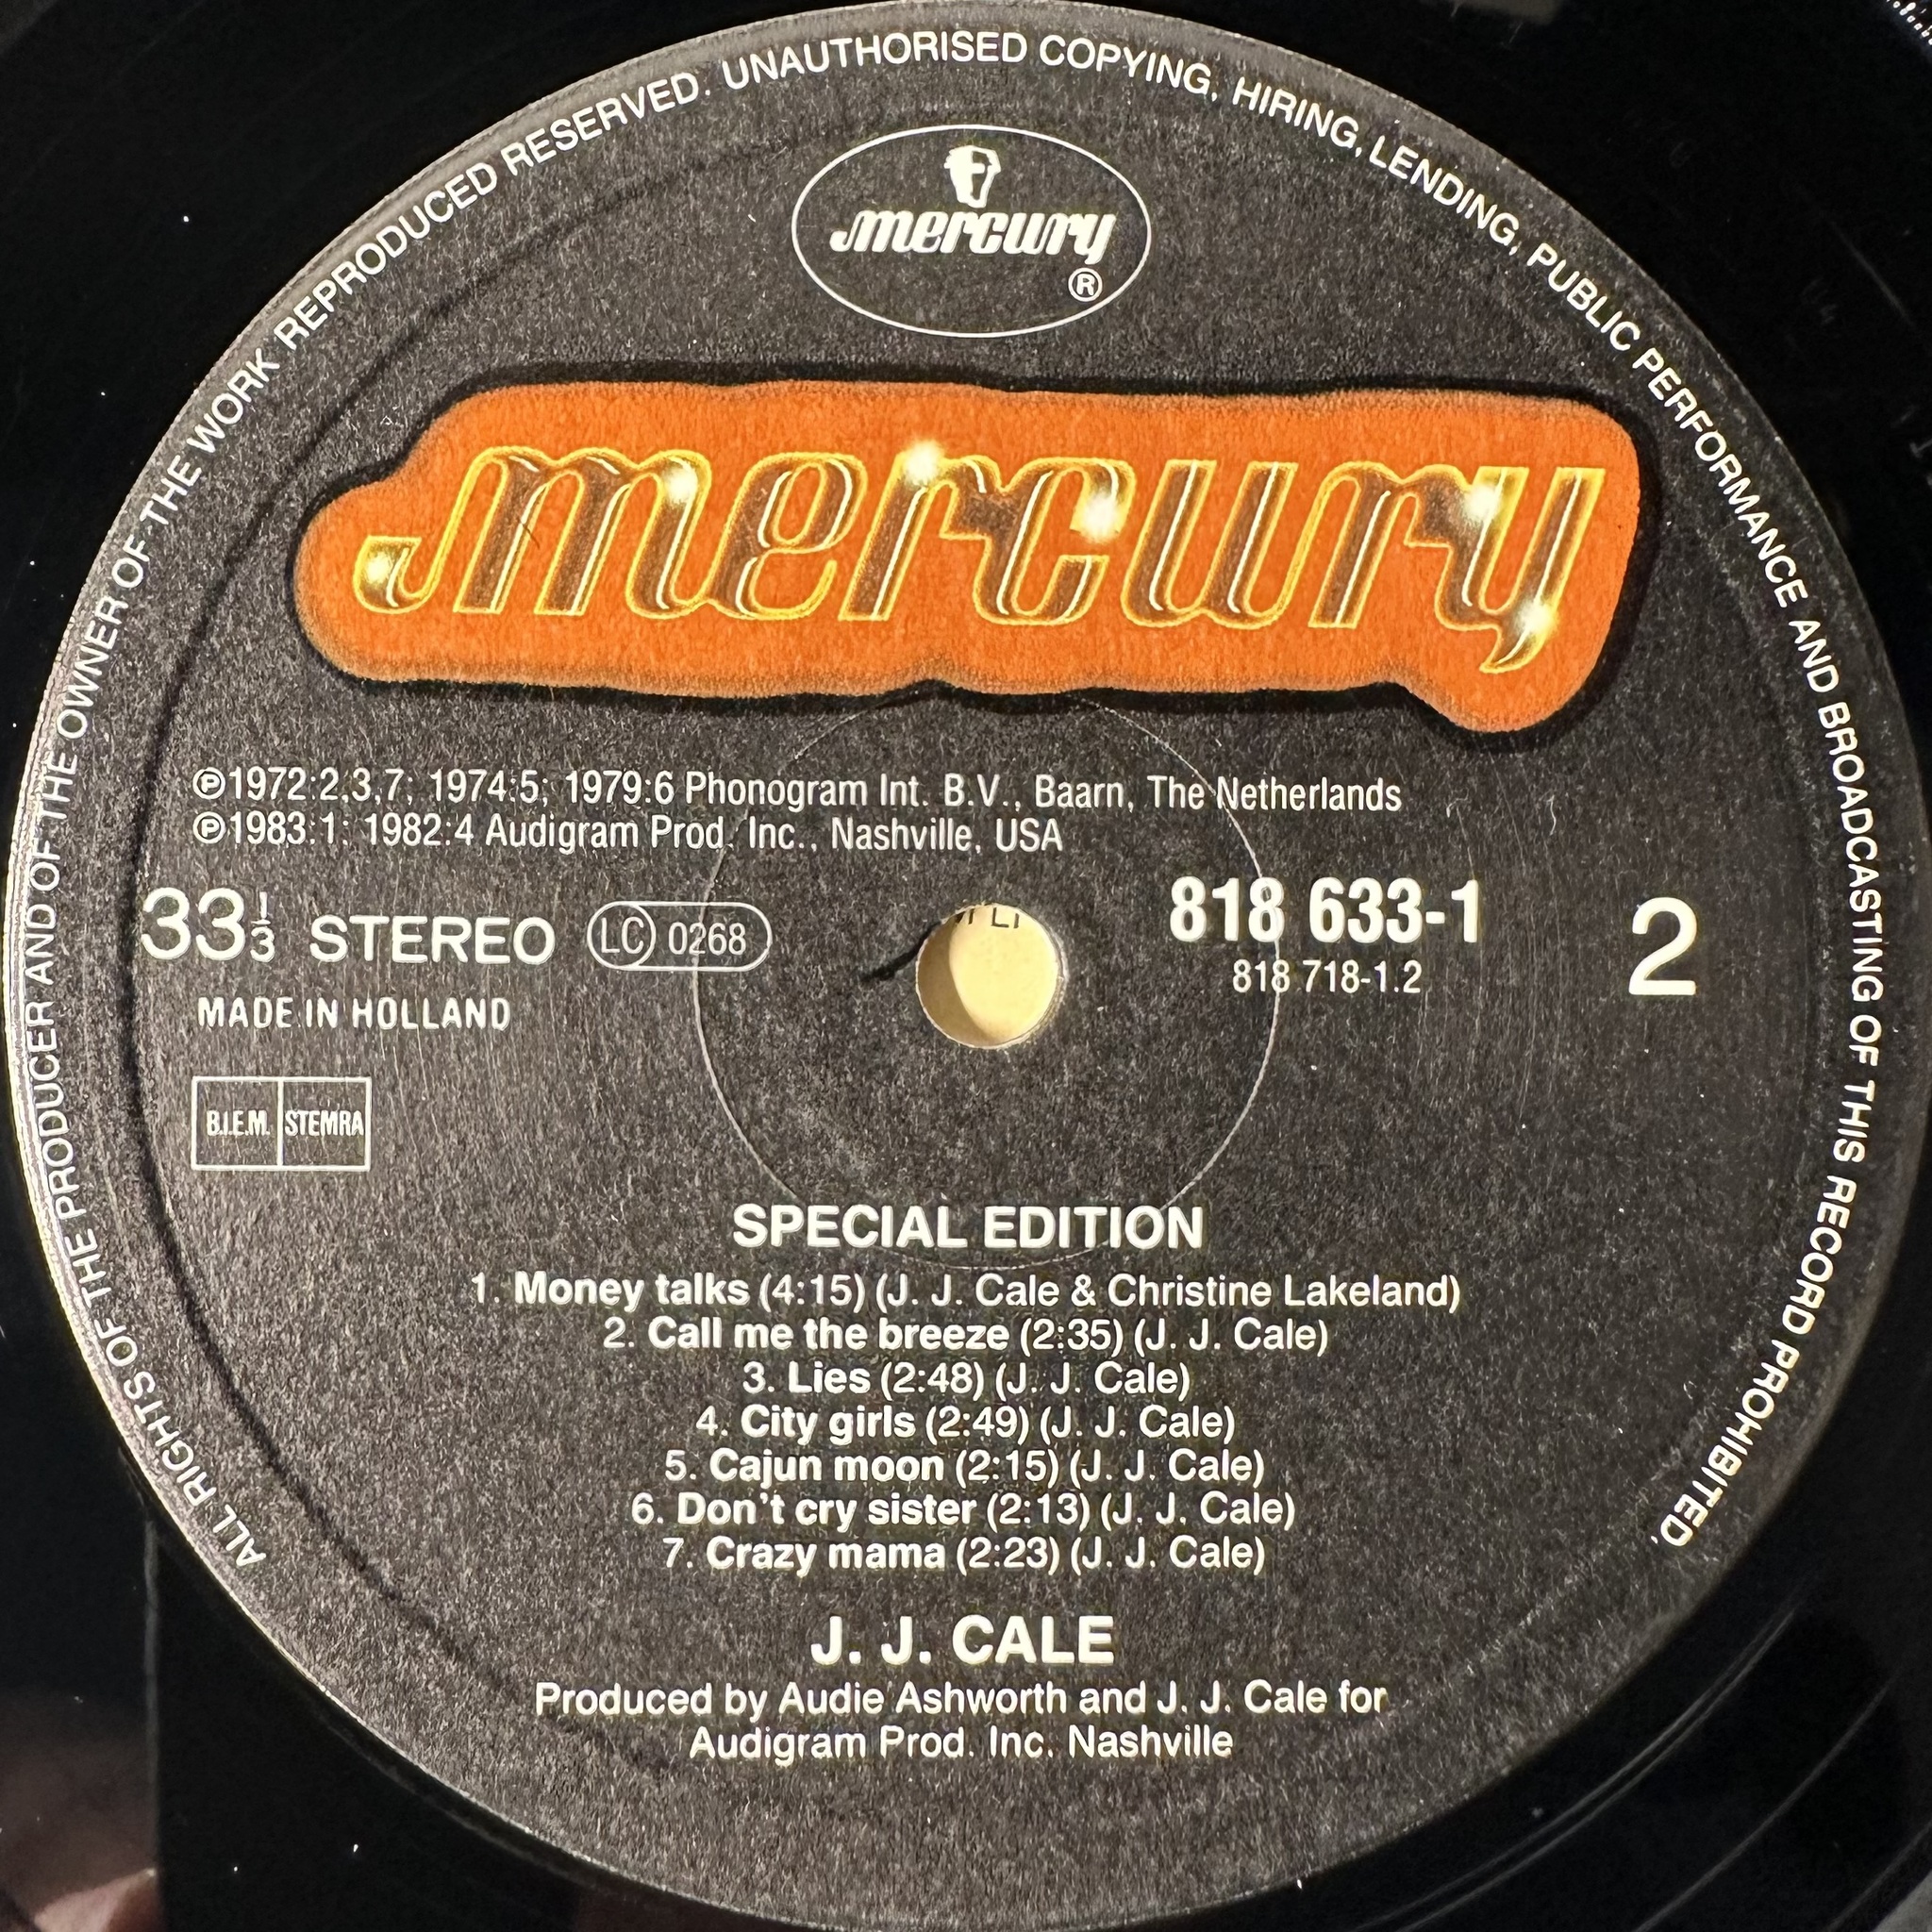 ALL RIGHTS OF THE PRODUCER AND OF THE OWNER OF THE WORK REPRODUCED RESERVED. UNAUTHORISED COPYING, HIRING, LENDING, PUBLIC PERFORMANCE AND BROADCASTING OF THIS RECORD PROHIBITED.
mercury
®
mercury
℗1972:2,3,7; 1974:5; 1979:6 Phonogram Int. B.V., Baarn, The Netherlands
℗1983:1; 1982:4 Audigram Prod. Inc., Nashville, USA
33⅓ STEREO LC 0268 818 633-1 2
818 718-1.2
MADE IN HOLLAND
B.I.E.M. STEMRA
SPECIAL EDITION
1. Money talks (4:15) (J. J. Cale & Christine Lakeland)
2. Call me the breeze (2:35) (J. J. Cale)
3. Lies (2:48) (J. J. Cale)
4. City girls (2:49) (J. J. Cale)
5. Cajun moon (2:15) (J. J. Cale)
6. Don't cry sister (2:13) (J. J. Cale)
7. Crazy mama (2:23) (J. J. Cale)
J. J. CALE
Produced by Audie Ashworth and J. J. Cale for
Audigram Prod. Inc. Nashville